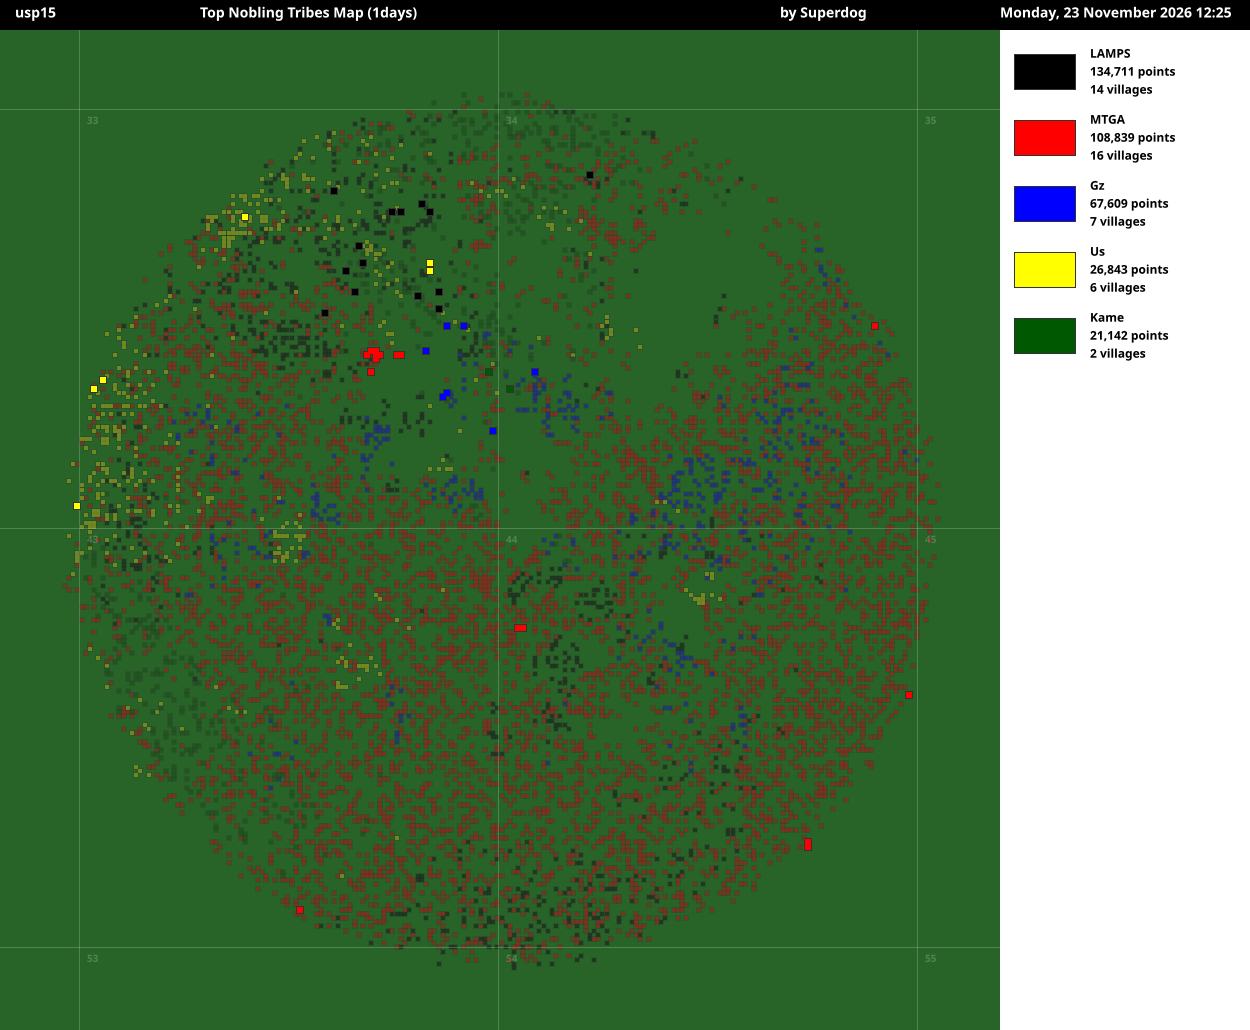 usp15 Top Nobling Tribes Map (1days) by Superdog Monday, 23 November 2026 12:25
LAMPS
134,711 points
14 villages
MTGA
108,839 points
16 villages
Gz
67,609 points
7 villages
Us
26,843 points
6 villages
Kame
21,142 points
2 villages
33 34 35
43 44 45
53 54 55